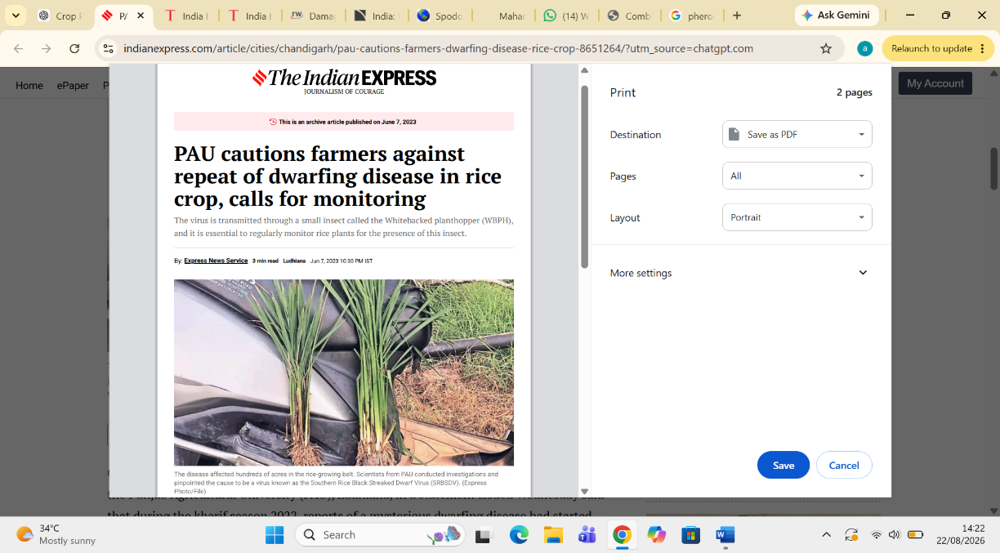 Crop
PA
India
India
Damag
India:
Spodo
Mahar
(14) W
Comb
phero
Ask Gemini
indianexpress.com/article/cities/chandigarh/pau-cautions-farmers-dwarfing-disease-rice-crop-8651264/?utm_source=chatgpt.com
a
Relaunch to update
Home ePaper P
My Account
The Indian EXPRESS
JOURNALISM OF COURAGE
This is an archive article published on June 7, 2023
PAU cautions farmers against
repeat of dwarfing disease in rice
crop, calls for monitoring
The virus is transmitted through a small insect called the Whitebacked planthopper (WBPH),
and it is essential to regularly monitor rice plants for the presence of this insect.
By: Express News Service 3 min read Ludhiana Jun 7, 2023 10:30 PM IST
The disease affected hundreds of acres in the rice-growing belt. Scientists from PAU conducted investigations and
pinpointed the cause to be a virus known as the Southern Rice Black Streaked Dwarf Virus (SRBSDV). (Express
Photo/File)
Print
2 pages
Destination
Save as PDF
Pages
All
Layout
Portrait
More settings
Save
Cancel
that during the kharif season 2022, reports of a mysterious dwarfing disease had started
34°C
Mostly sunny
Search
14:22
22/08/2026